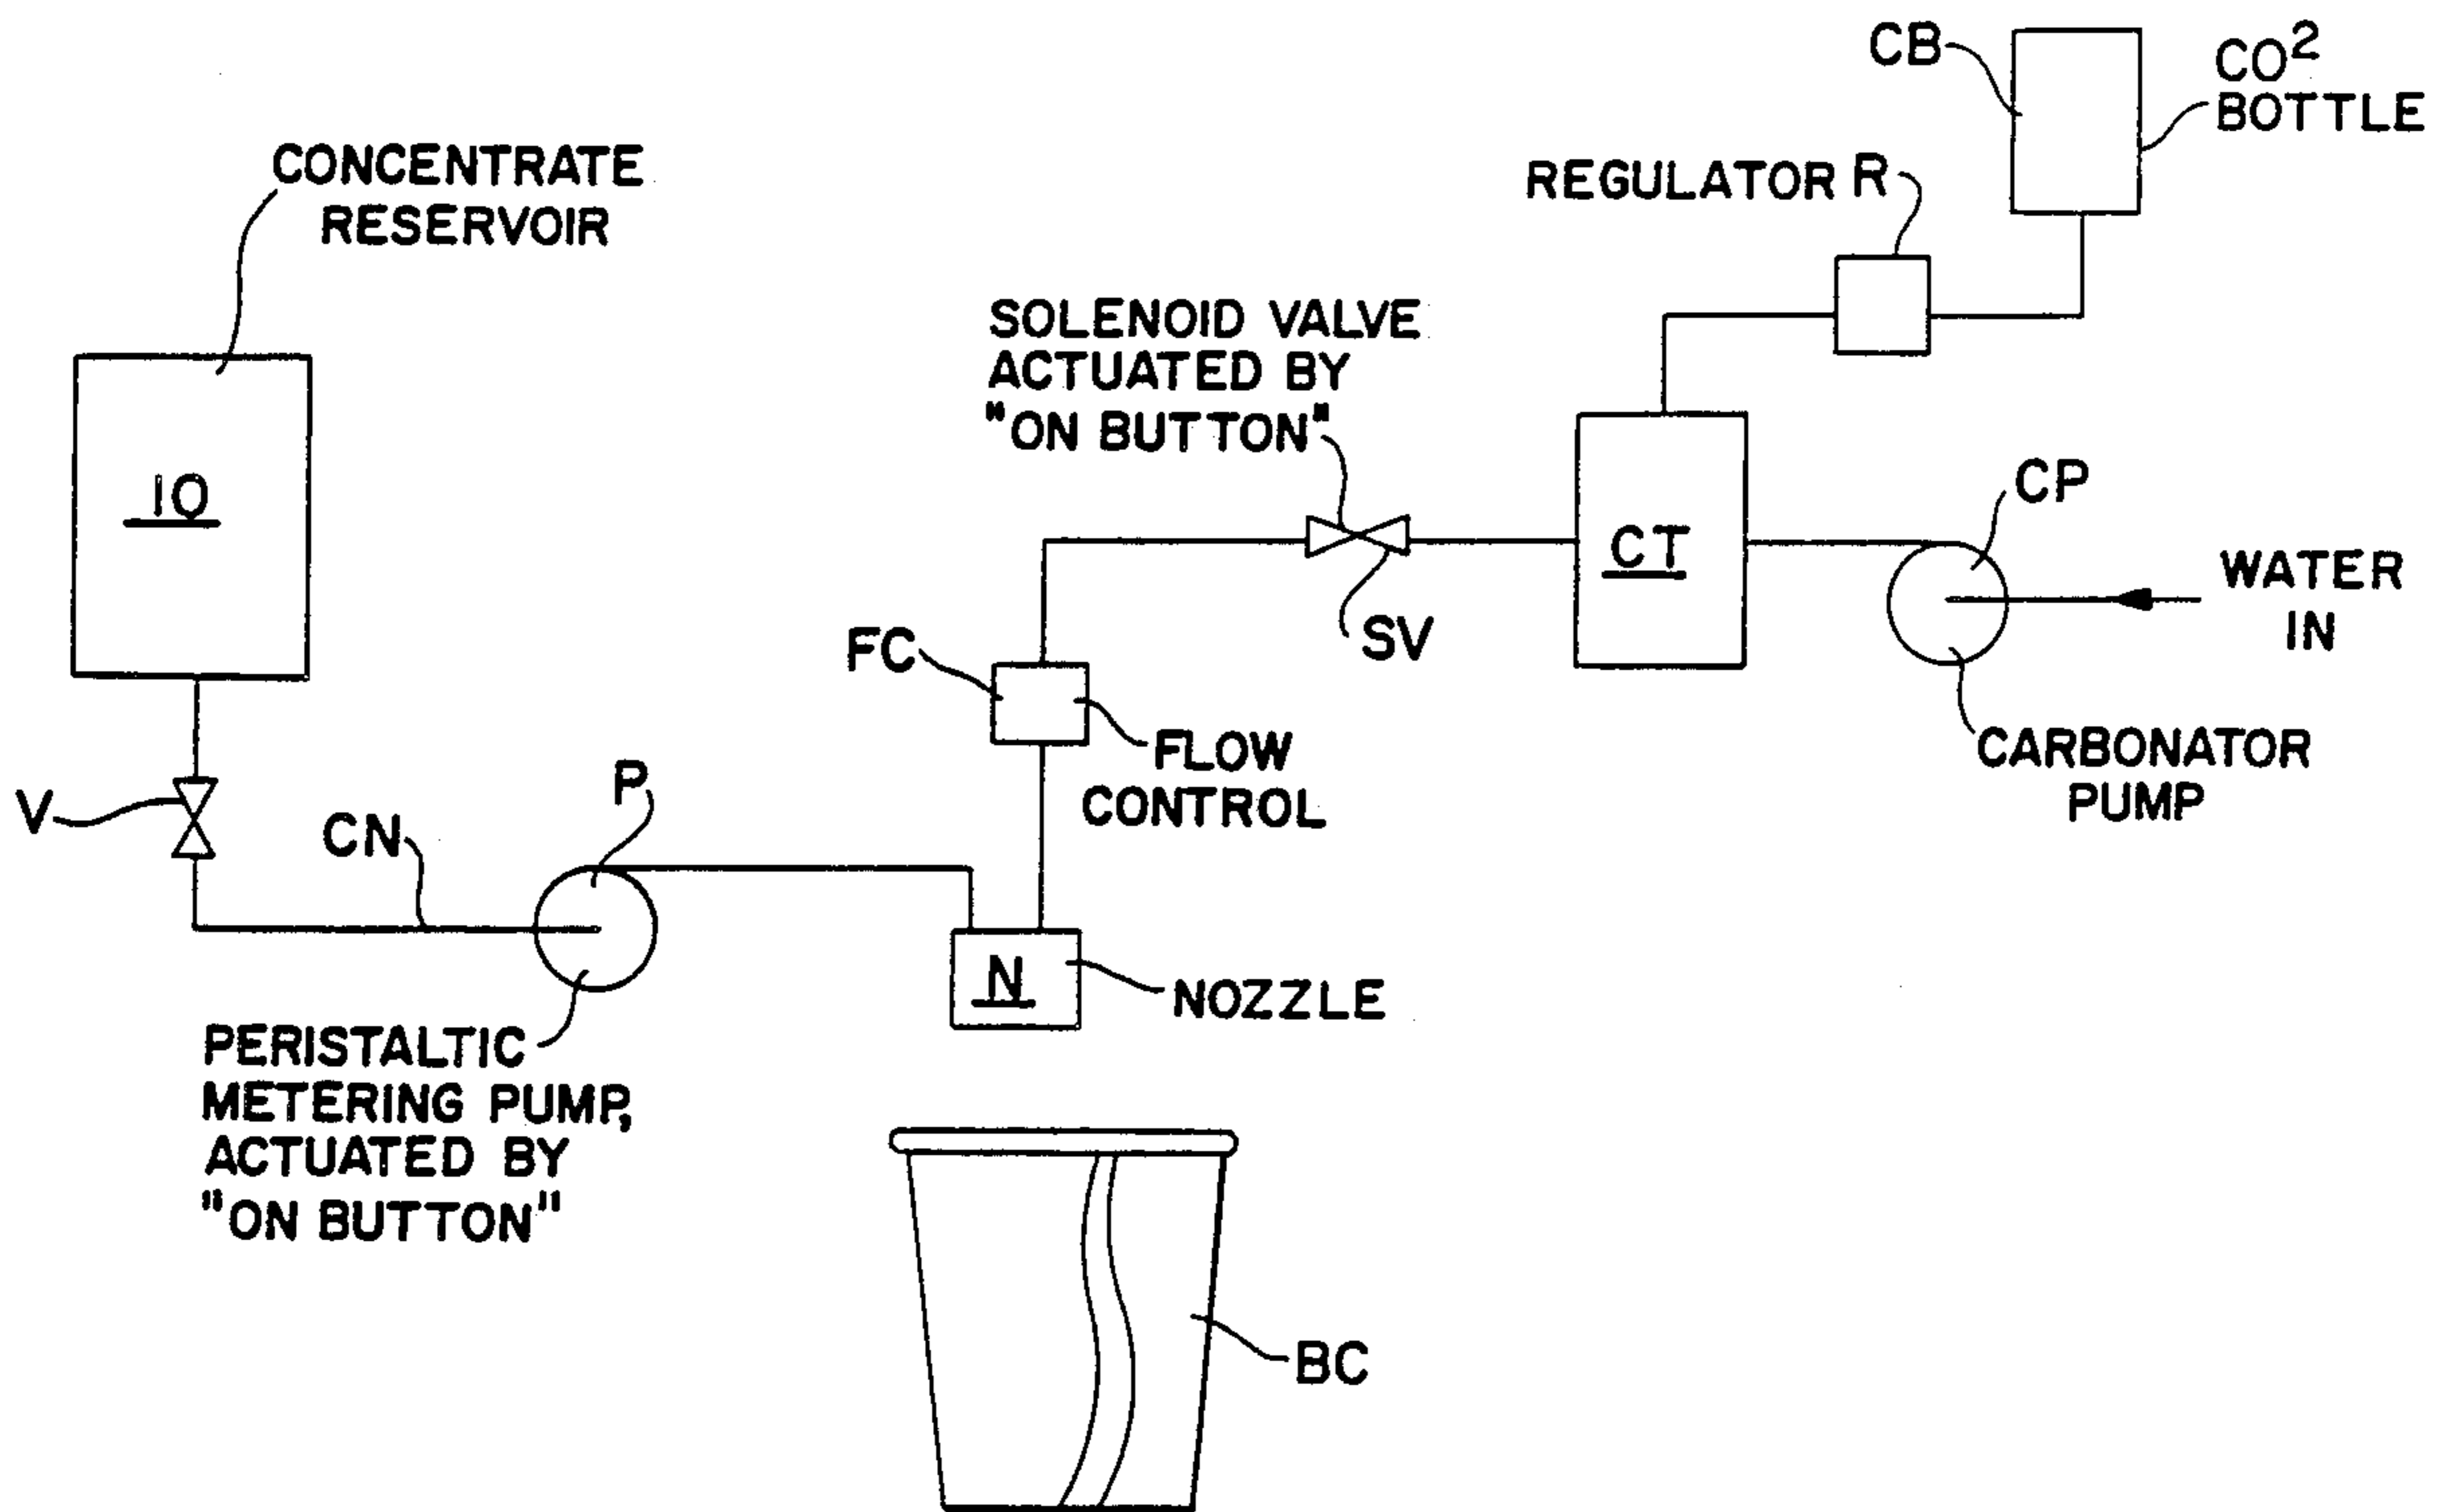 CB
CO²
BOTTLE
CONCENTRATE
RESERVOIR
REGULATOR R
SOLENOID VALVE
ACTUATED BY
"ON BUTTON"
10
CT
CP
WATER
IN
SV
FC
FLOW
CONTROL
CARBONATOR
PUMP
V
CN
P
N
NOZZLE
PERISTALTIC
METERING PUMP,
ACTUATED BY
"ON BUTTON"
BC